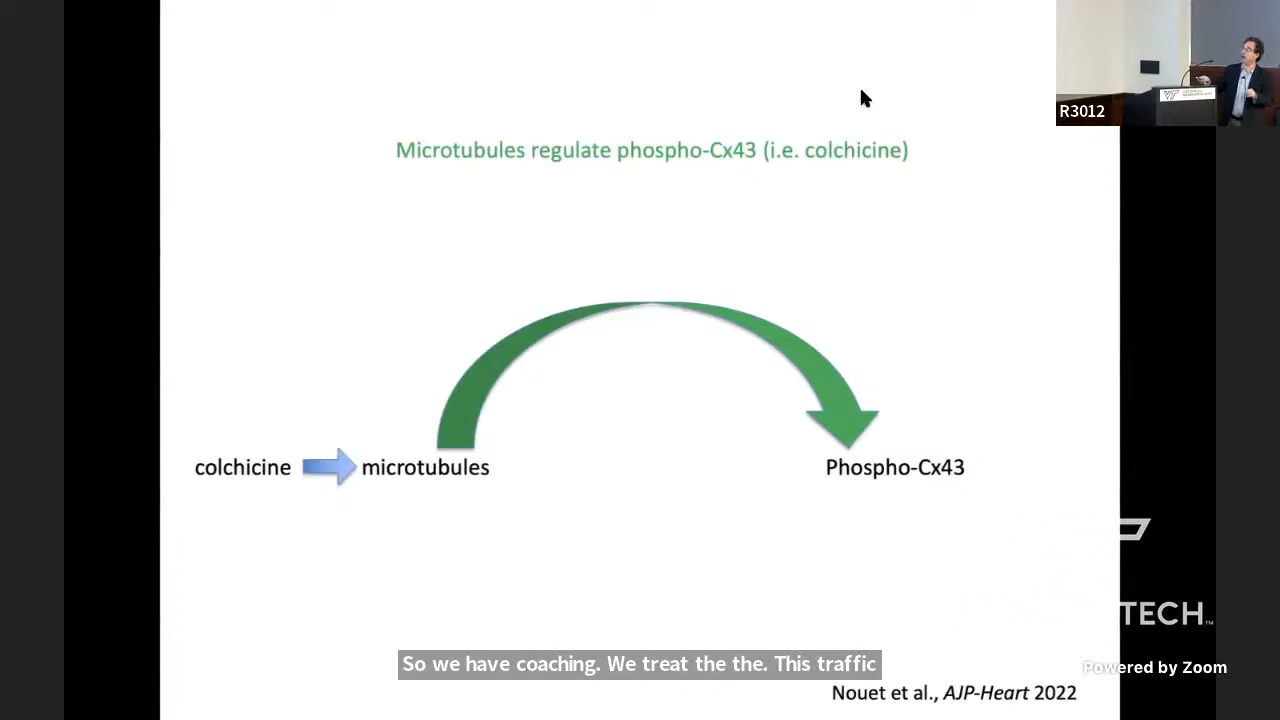 R3012
Microtubules regulate phospho-Cx43 (i.e. colchicine)
colchicine
microtubules
Phospho-Cx43
TECH™
So we have coaching. We treat the the. This traffic
Powered by Zoom
Nouet et al., AJP-Heart 2022